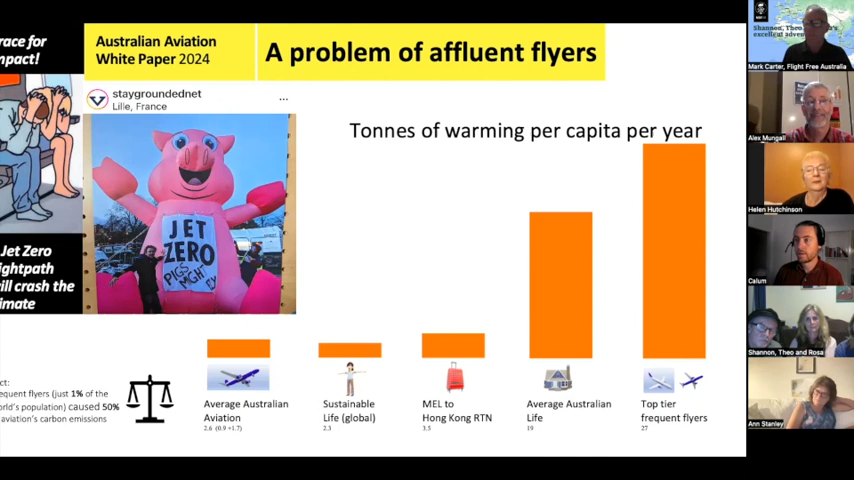 race for
mpact!
Australian Aviation
White Paper 2024
A problem of affluent flyers
staygroundednet
Lille, France
...
JET
ZERO
PIGS MIGHT FLY
Jet Zero
ightpath
ill crash the
imate
Tonnes of warming per capita per year
ct:
equent flyers (just 1% of the
orld's population) caused 50%
aviation's carbon emissions
Average Australian
Aviation
2.6 (0.9 +1.7)
Sustainable
Life (global)
2.3
MEL to
Hong Kong RTN
3.5
Average Australian
Life
19
Top tier
frequent flyers
27
Shannon, Theo
excellent
Mark Carter, Flight Free Australia
Alex Mungall
Helen Hutchinson
Calum
Shannon, Theo and Rosa
Ann Stanley